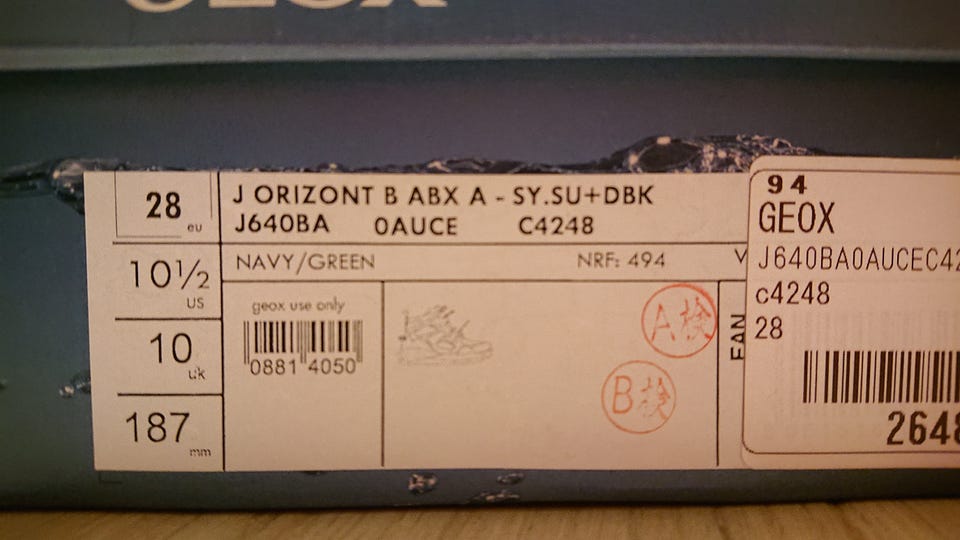 GEOX
28 eu
10½ US
10 uk
187 mm
J ORIZONT B ABX A - SY.SU+DBK
J640BA 0AUCE C4248
NAVY/GREEN NRF: 494 V
geox use only
0881 4050
A検
B検
FAN
94
GEOX
J640BA0AUCEC42
c4248
28
2648